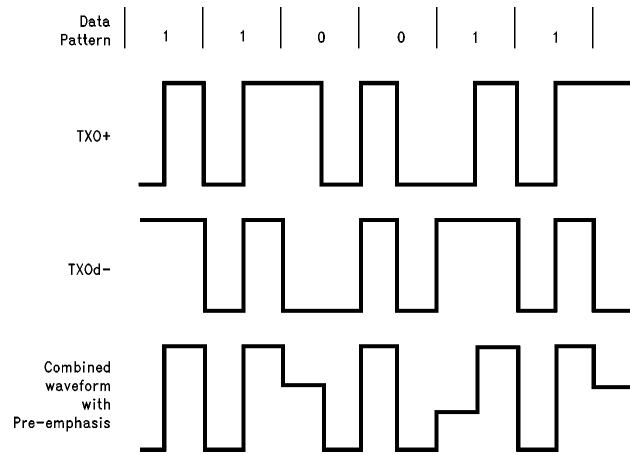 Data
Pattern
1 1 0 0 1 1
TXO+
TXOd-
Combined
waveform
with
Pre-emphasis